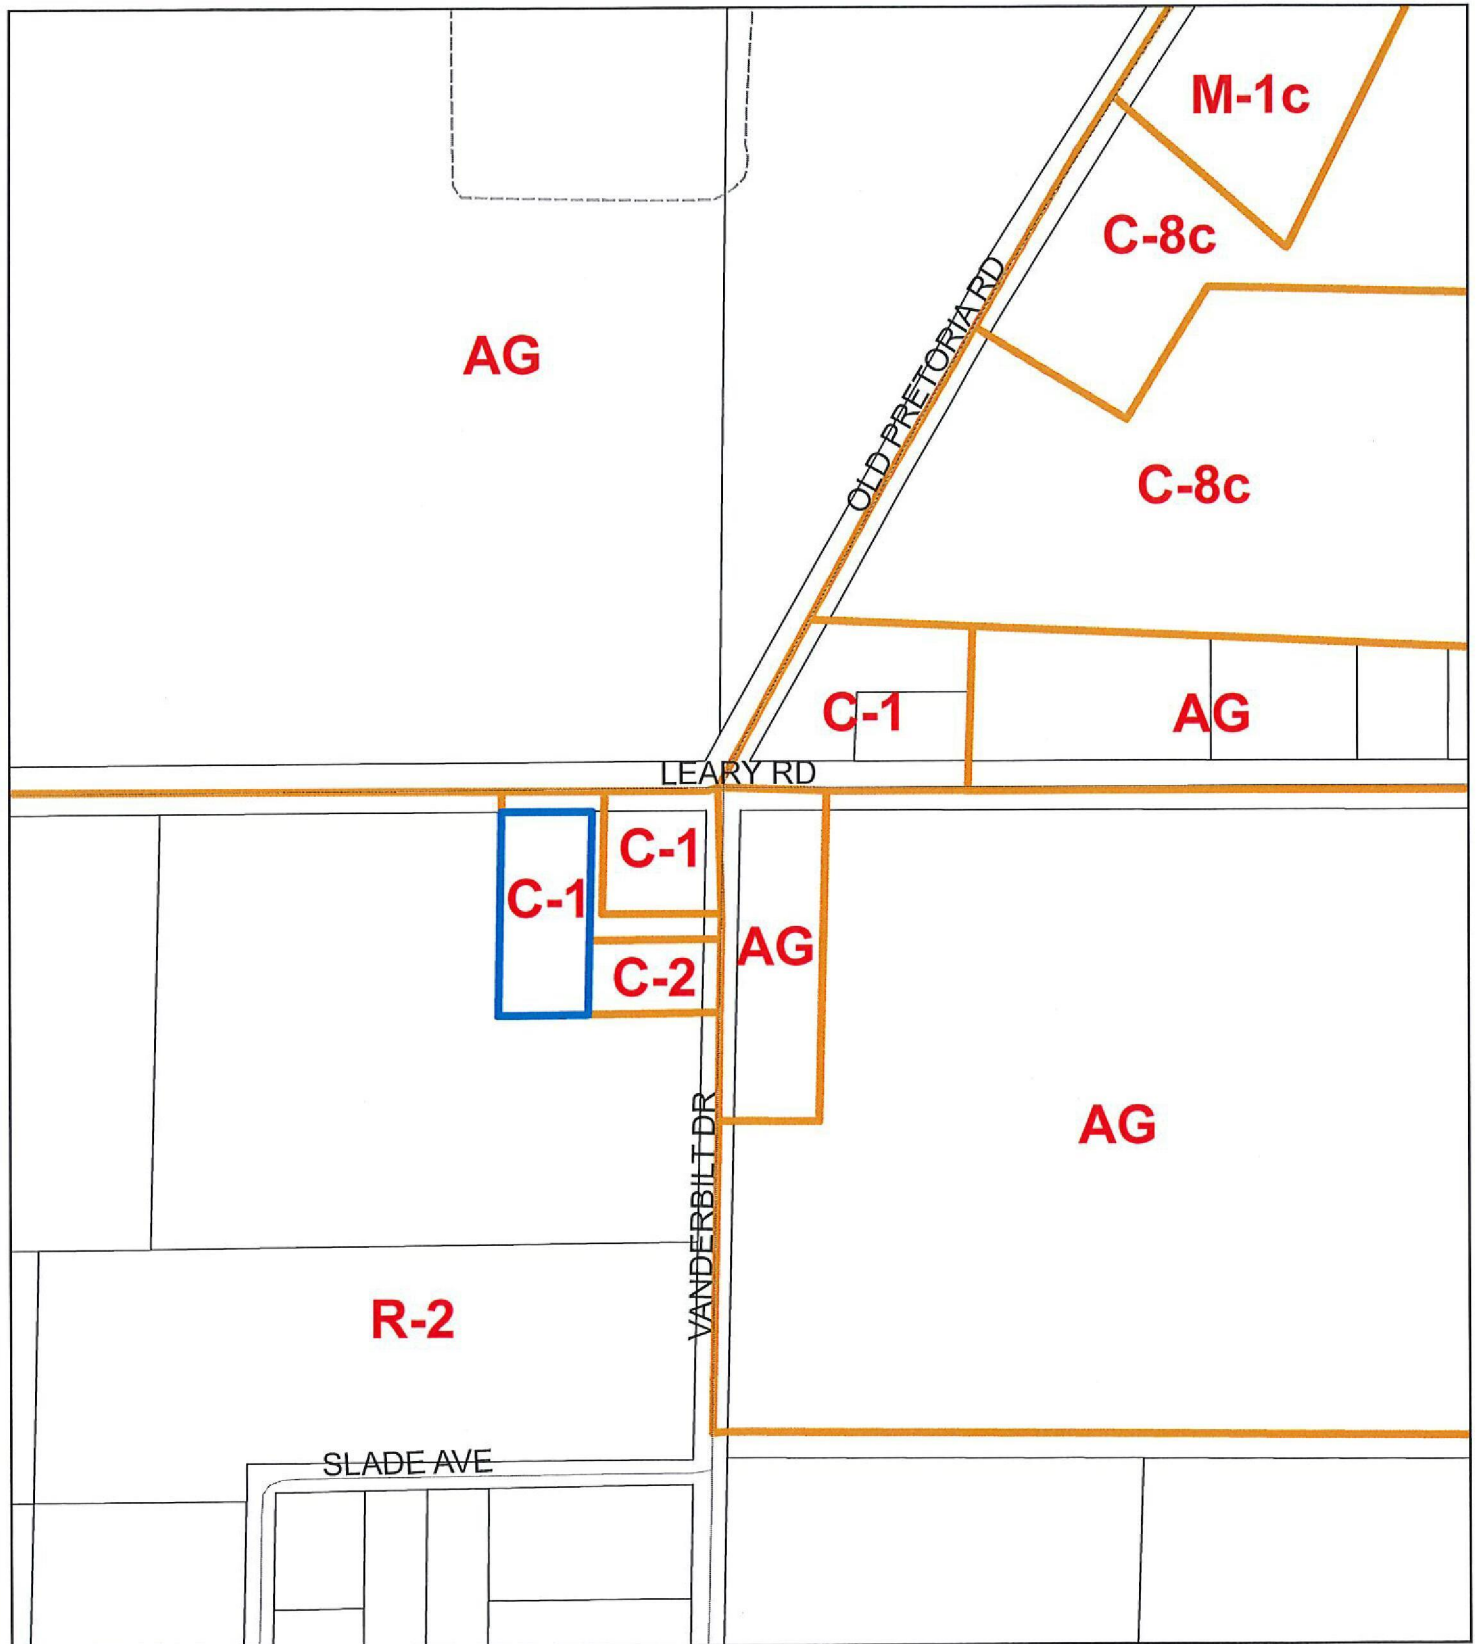 M-1c
C-8c
AG
OLD PRETORIA RD
C-8c
C-1
AG
LEARY RD
C-1
C-1
AG
C-2
AG
VANDERBILT DR
R-2
SLADE AVE